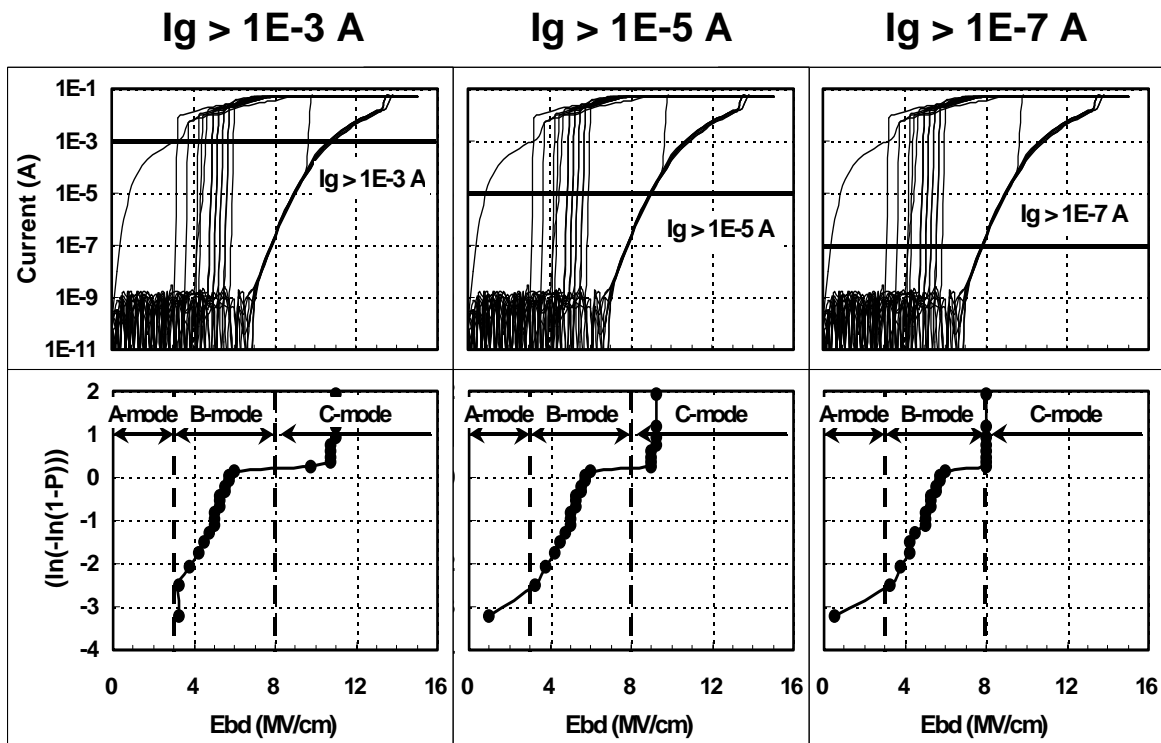 Ig > 1E-3 A
Ig > 1E-5 A
Ig > 1E-7 A
Current (A)
1E-1
1E-3
1E-5
1E-7
1E-9
1E-11
Ig > 1E-3 A
Ig > 1E-5 A
Ig > 1E-7 A
(ln(-ln(1-P)))
2
1
0
-1
-2
-3
-4
A-mode B-mode C-mode
A-mode B-mode C-mode
A-mode B-mode C-mode
0 4 8 12 16
0 4 8 12 16
0 4 8 12 16
Ebd (MV/cm)
Ebd (MV/cm)
Ebd (MV/cm)